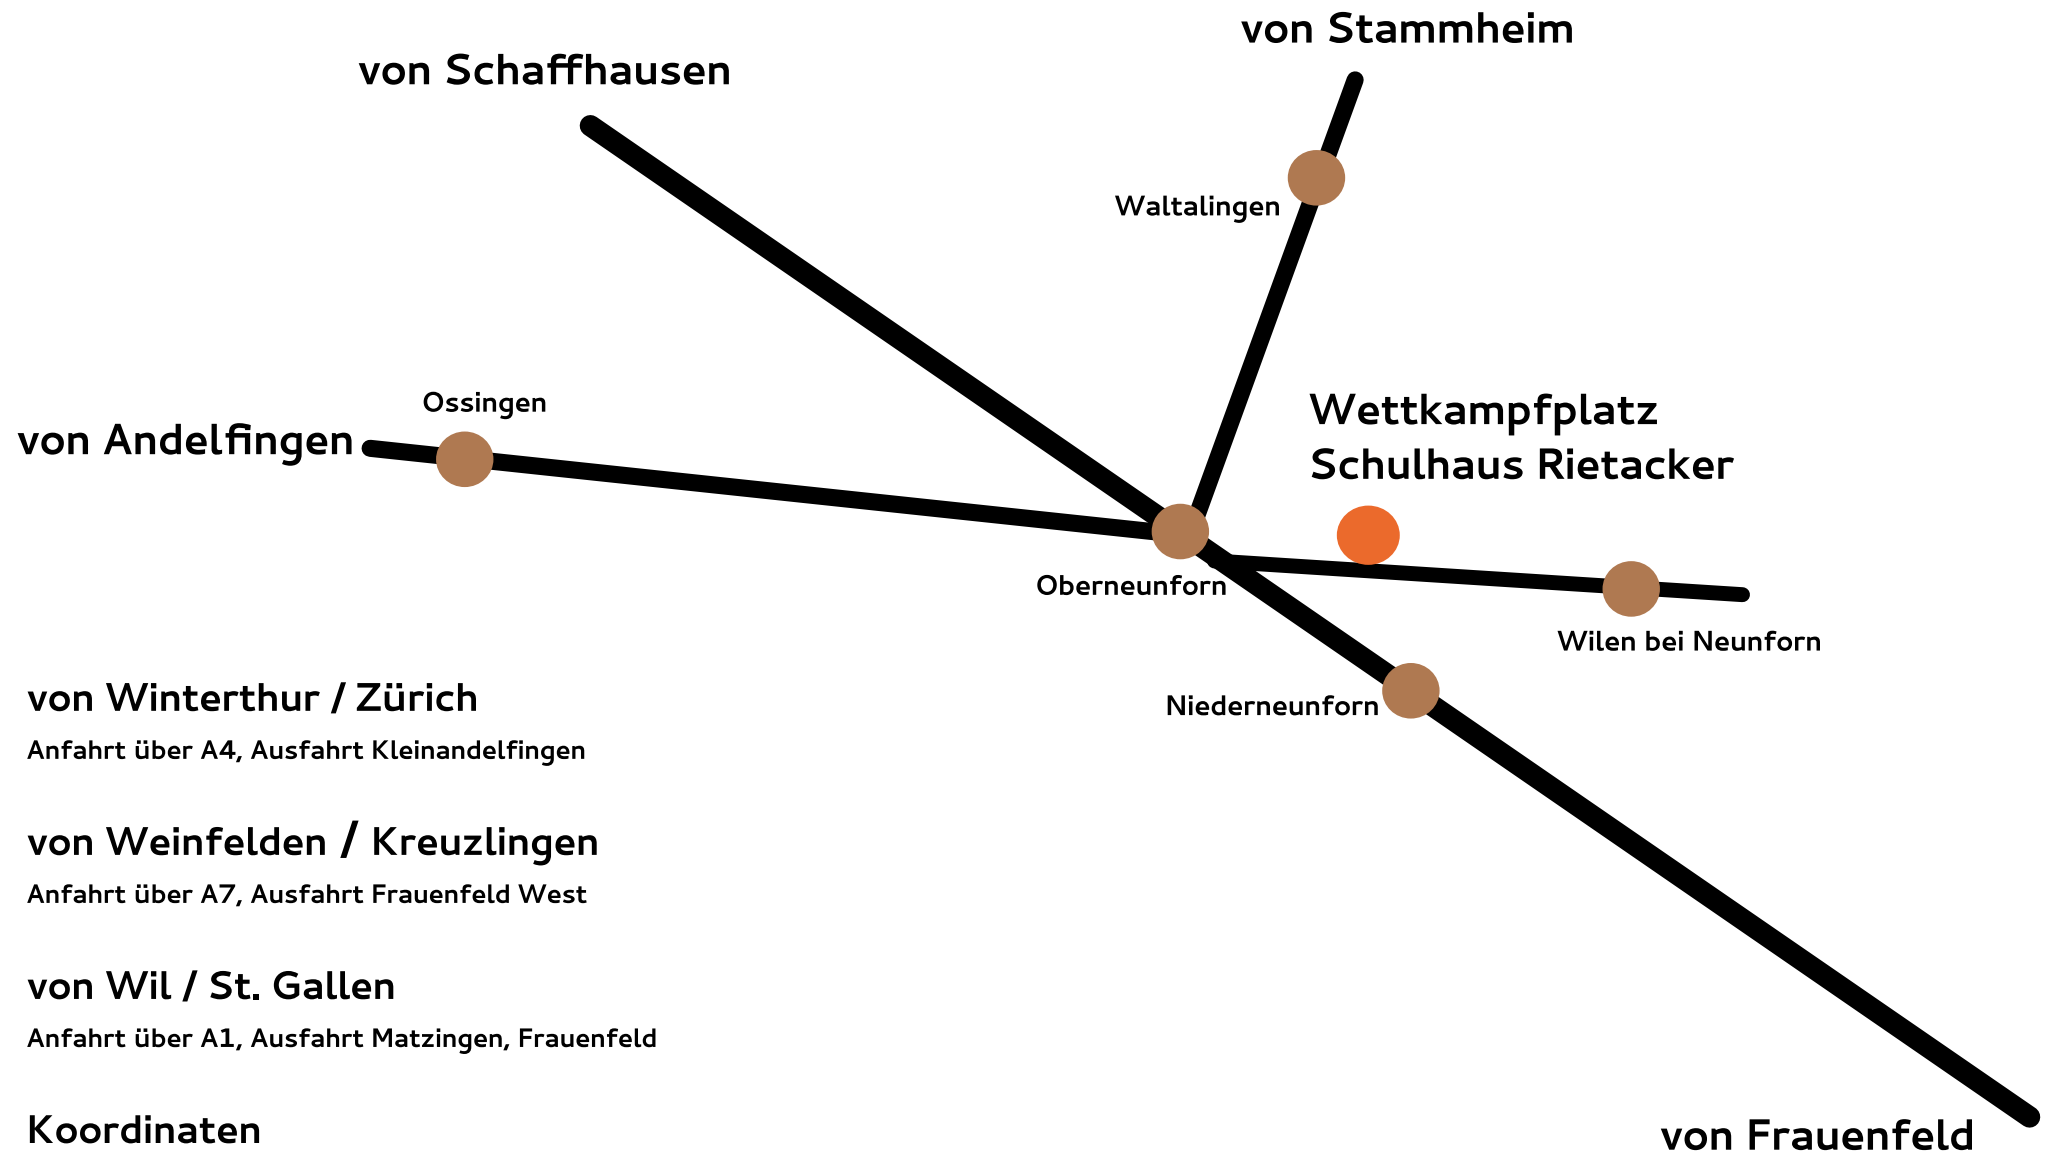 von Stammheim
von Schaffhausen
Waltalingen
Ossingen
von Andelfingen
Wettkampfplatz
Schulhaus Rietacker
Oberneunforn
Wilen bei Neunforn
Niederneunforn
von Winterthur / Zürich
Anfahrt über A4, Ausfahrt Kleinandelfingen
von Weinfelden / Kreuzlingen
Anfahrt über A7, Ausfahrt Frauenfeld West
von Wil / St. Gallen
Anfahrt über A1, Ausfahrt Matzingen, Frauenfeld
Koordinaten
von Frauenfeld